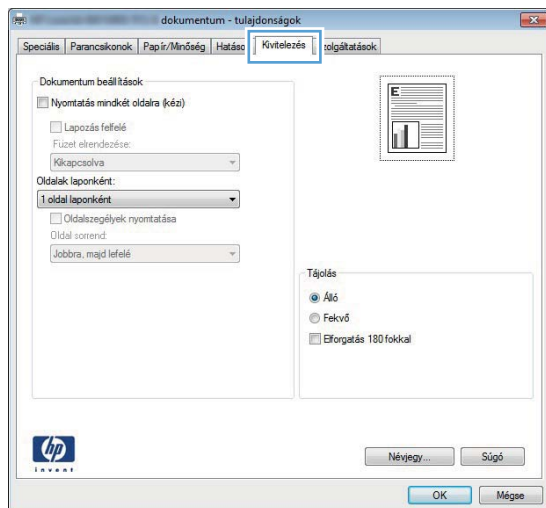 dokumentum - tulajdonságok
Speciális Parancsikonok Papír/Minőség Kivitelezés
Dokumentum beállítások
Nyomtatás mindkét oldalra (kézi)
Lapozás felfelé
Füzet elrendezése:
Kikapcsolva
Oldalak laponként:
1 oldal laponként
Oldalszegélyek nyomtatása
Oldal sorrend:
Jobbra, majd lefelé
E
Tájolás
Álló
Fekvő
Elforgatás 180 fokkal
hp
invent
Névjegy... Súgó
OK Mégse